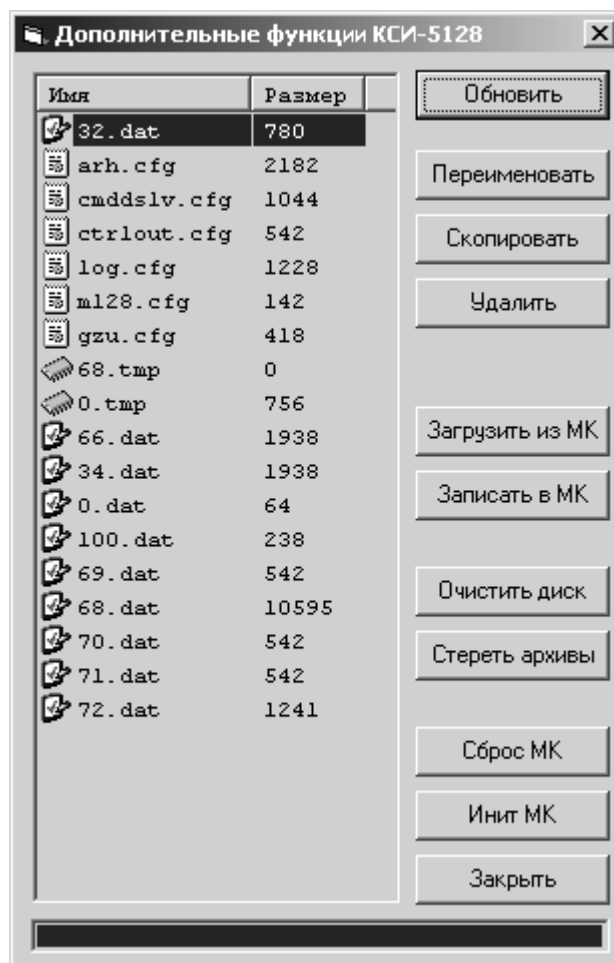 Дополнительные функции КСИ-5128
Имя Размер
32.dat 780
arh.cfg 2182
cmddslv.cfg 1044
ctrlout.cfg 542
log.cfg 1228
ml28.cfg 142
gzu.cfg 418
68.tmp 0
0.tmp 756
66.dat 1938
34.dat 1938
0.dat 64
100.dat 238
69.dat 542
68.dat 10595
70.dat 542
71.dat 542
72.dat 1241
Обновить
Переименовать
Скопировать
Удалить
Загрузить из МК
Записать в МК
Очистить диск
Стереть архивы
Сброс МК
Инит МК
Закрыть